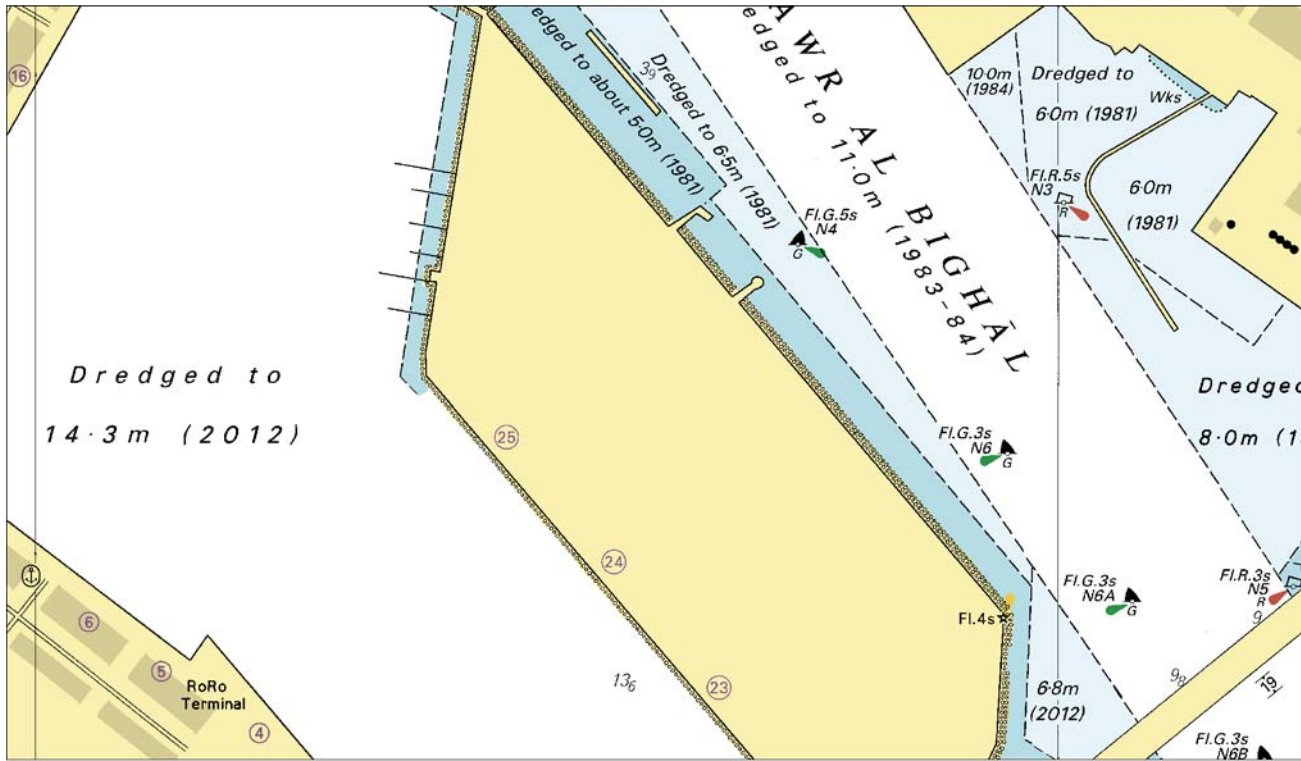 16
Dredged to about 5·0m (1981)
3₉
Dredged to 6·5m (1981)
AWR AL BIGHĀL
edged to 11·0m (1983-84)
10·0m
(1984)
Dredged to
6·0m (1981)
Wks
6·0m
(1981)
Fl.R.5s
N3
R
Fl.G.5s
N4
G
Dredged to
14·3m (2012)
25
Fl.G.3s
N6
G
Dredged
8·0m (1
24
6
5
RoRo
Terminal
4
13₆
23
Fl.4s
6·8m
(2012)
Fl.G.3s
N6A
G
Fl.R.3s
N5
R
9
9₈
19
Fl.G.3s
N6B